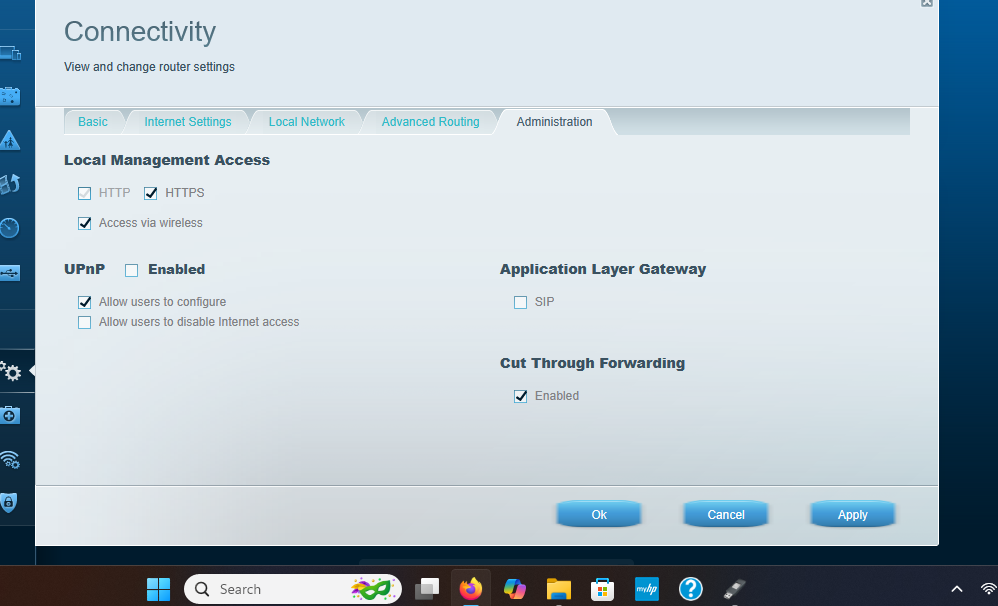 Connectivity
View and change router settings
Basic
Internet Settings
Local Network
Advanced Routing
Administration
Local Management Access
HTTP
HTTPS
Access via wireless
UPnP
Enabled
Allow users to configure
Allow users to disable Internet access
Application Layer Gateway
SIP
Cut Through Forwarding
Enabled
Ok
Cancel
Apply
Search
my hp
?